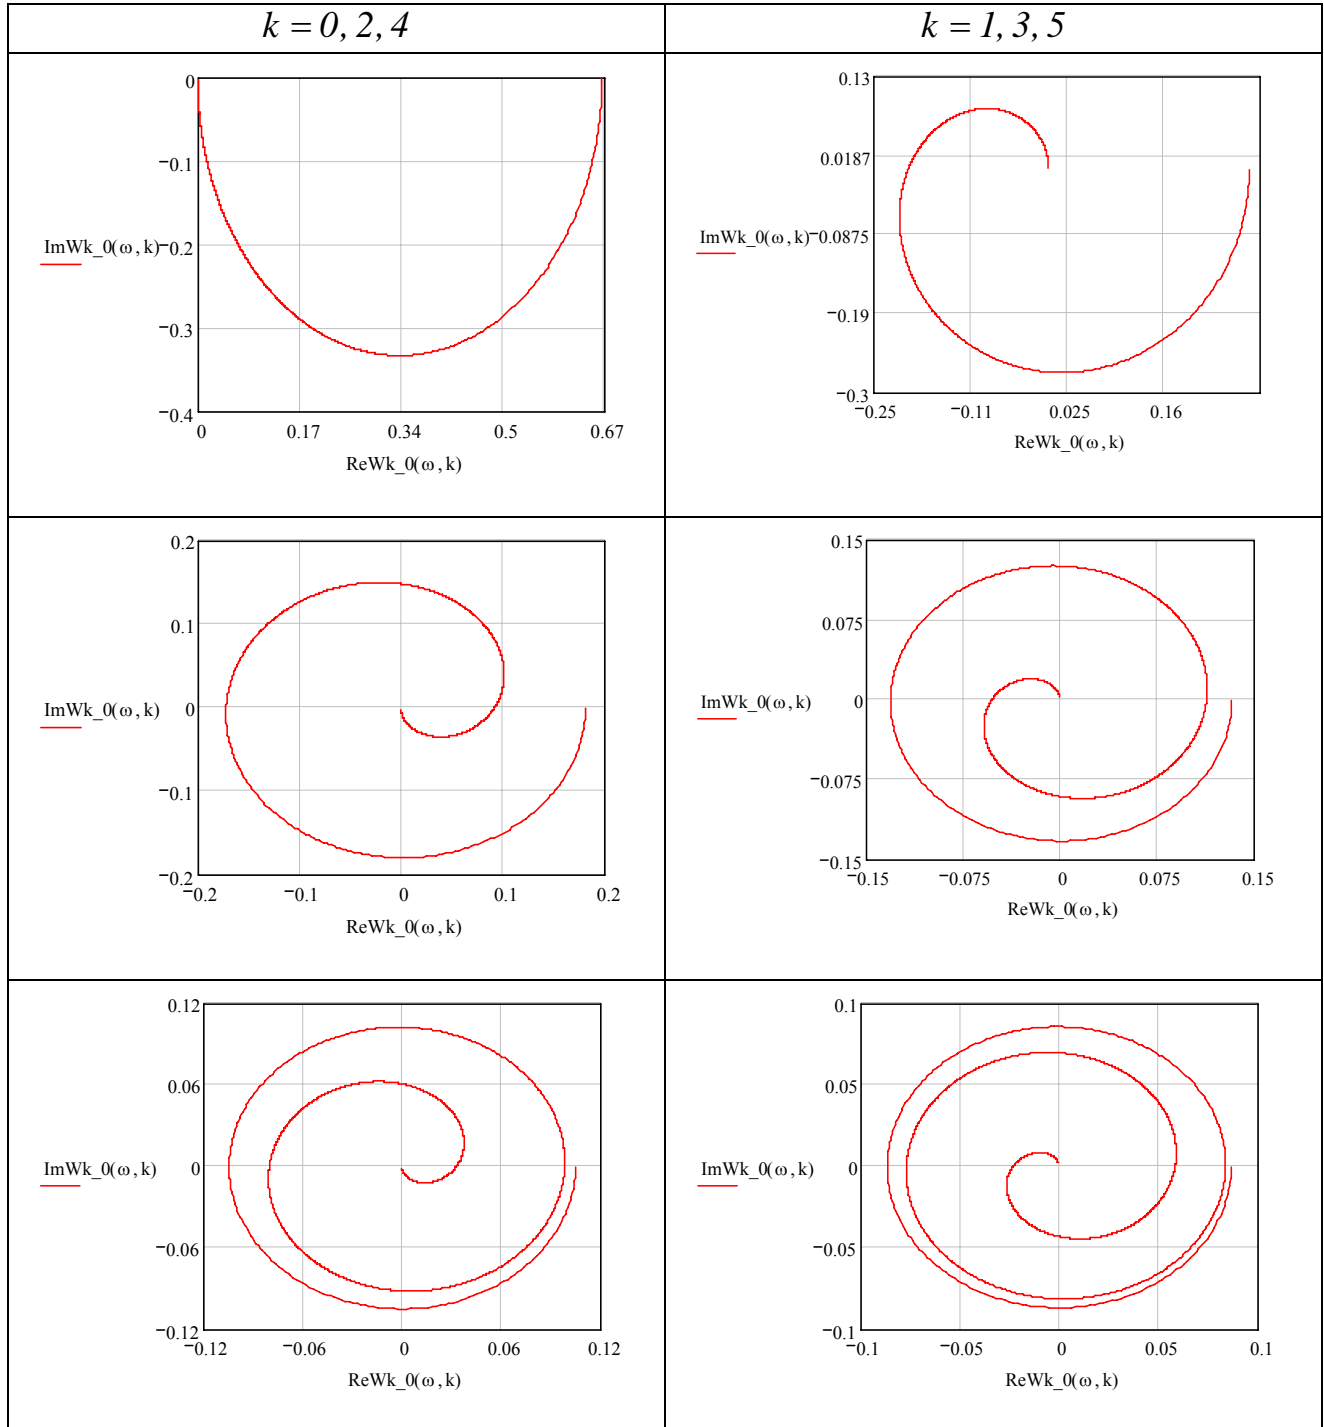 k = 0, 2, 4
k = 1, 3, 5
0
−0.1
−0.2
−0.3
−0.4
ImWk_0(ω,k)
0 0.17 0.34 0.5 0.67
ReWk_0(ω,k)
0.13
0.0187
−0.0875
−0.19
−0.3
ImWk_0(ω,k)
−0.25 −0.11 0.025 0.16
ReWk_0(ω,k)
0.2
0.1
0
−0.1
−0.2
ImWk_0(ω,k)
−0.2 −0.1 0 0.1 0.2
ReWk_0(ω,k)
0.15
0.075
0
−0.075
−0.15
ImWk_0(ω,k)
−0.15 −0.075 0 0.075 0.15
ReWk_0(ω,k)
0.12
0.06
0
−0.06
−0.12
ImWk_0(ω,k)
−0.12 −0.06 0 0.06 0.12
ReWk_0(ω,k)
0.1
0.05
0
−0.05
−0.1
ImWk_0(ω,k)
−0.1 −0.05 0 0.05 0.1
ReWk_0(ω,k)